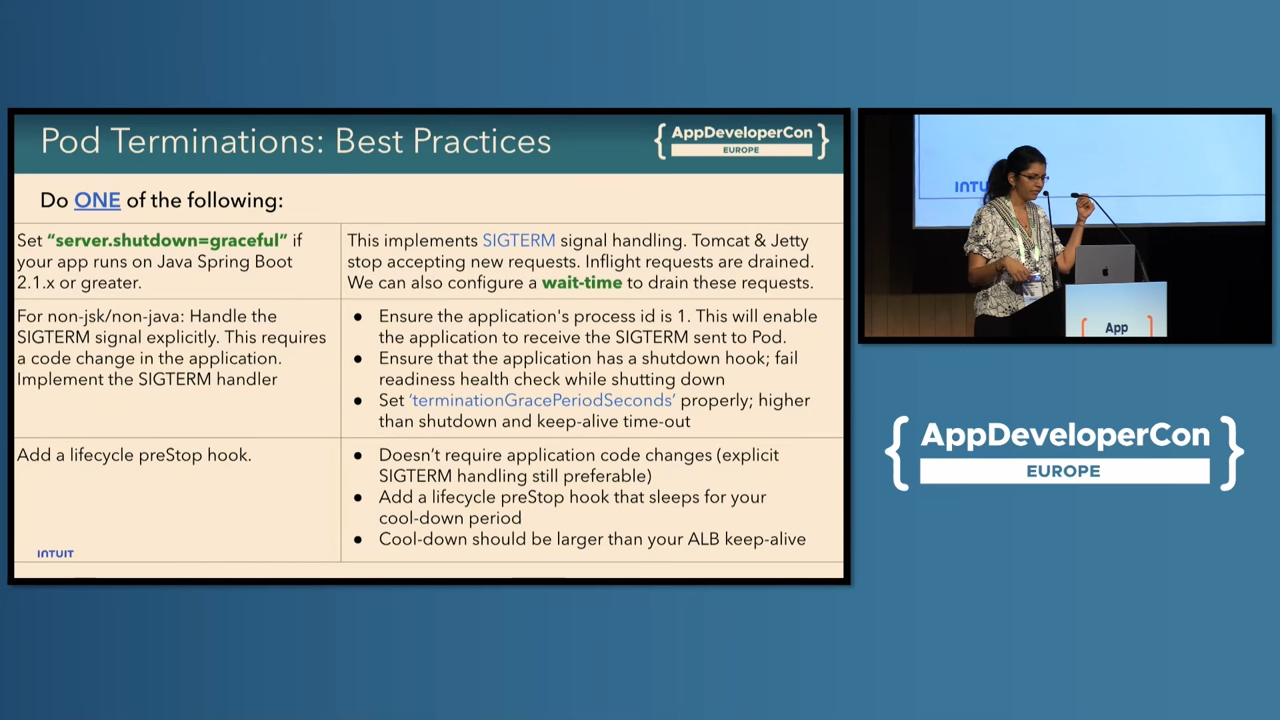 Pod Terminations: Best Practices
{ AppDeveloperCon }
EUROPE
Do ONE of the following:
Set “server.shutdown=graceful” if
your app runs on Java Spring Boot
2.1.x or greater.
This implements SIGTERM signal handling. Tomcat & Jetty
stop accepting new requests. Inflight requests are drained.
We can also configure a wait-time to drain these requests.
For non-jsk/non-java: Handle the
SIGTERM signal explicitly. This requires
a code change in the application.
Implement the SIGTERM handler
● Ensure the application's process id is 1. This will enable
the application to receive the SIGTERM sent to Pod.
● Ensure that the application has a shutdown hook; fail
readiness health check while shutting down
● Set ‘terminationGracePeriodSeconds’ properly; higher
than shutdown and keep-alive time-out
Add a lifecycle preStop hook.
● Doesn’t require application code changes (explicit
SIGTERM handling still preferable)
● Add a lifecycle preStop hook that sleeps for your
cool-down period
● Cool-down should be larger than your ALB keep-alive
INTUIT
INTU
App
{ AppDeveloperCon }
EUROPE